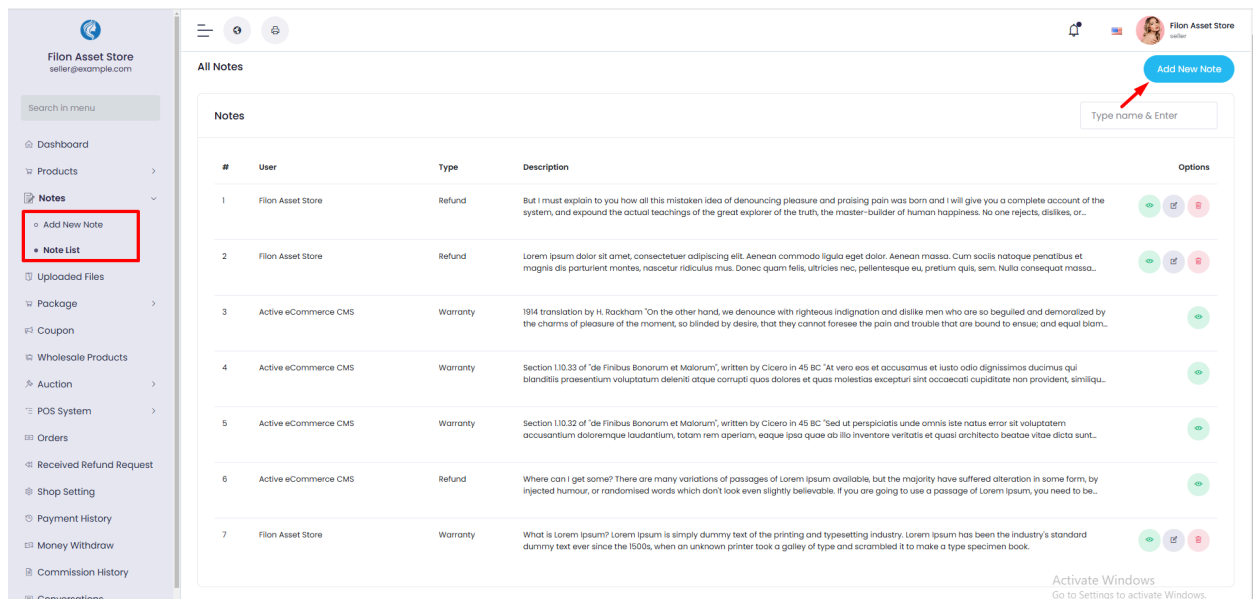 Filon Asset Store
seller@example.com
Search in menu
Dashboard
Products
Notes
Add New Note
Note List
Uploaded Files
Package
Coupon
Wholesale Products
Auction
POS System
Orders
Received Refund Request
Shop Setting
Payment History
Money Withdraw
Commission History
Conversations
Filon Asset Store
seller
All Notes
Add New Note
Notes
Type name & Enter
# User Type Description Options
1 Filon Asset Store Refund But I must explain to you how all this mistaken idea of denouncing pleasure and praising pain was born and I will give you a complete account of the
system, and expound the actual teachings of the great explorer of the truth, the master-builder of human happiness. No one rejects, dislikes, or...
2 Filon Asset Store Refund Lorem ipsum dolor sit amet, consectetuer adipiscing elit. Aenean commodo ligula eget dolor. Aenean massa. Cum sociis natoque penatibus et
magnis dis parturient montes, nascetur ridiculus mus. Donec quam felis, ultricies nec, pellentesque eu, pretium quis, sem. Nulla consequat massa...
3 Active eCommerce CMS Warranty 1914 translation by H. Rackham "On the other hand, we denounce with righteous indignation and dislike men who are so beguiled and demoralized by
the charms of pleasure of the moment, so blinded by desire, that they cannot foresee the pain and trouble that are bound to ensue; and equal blam...
4 Active eCommerce CMS Warranty Section 1.10.33 of "de Finibus Bonorum et Malorum", written by Cicero in 45 BC "At vero eos et accusamus et iusto odio dignissimos ducimus qui
blanditiis praesentium voluptatum deleniti atque corrupti quos dolores et quas molestias excepturi sint occaecati cupiditate non provident, similiqu...
5 Active eCommerce CMS Warranty Section 1.10.32 of "de Finibus Bonorum et Malorum", written by Cicero in 45 BC "Sed ut perspiciatis unde omnis iste natus error sit voluptatem
accusantium doloremque laudantium, totam rem aperiam, eaque ipsa quae ab illo inventore veritatis et quasi architecto beatae vitae dicta sunt...
6 Active eCommerce CMS Refund Where can I get some? There are many variations of passages of Lorem Ipsum available, but the majority have suffered alteration in some form, by
injected humour, or randomised words which don't look even slightly believable. If you are going to use a passage of Lorem Ipsum, you need to be...
7 Filon Asset Store Warranty What is Lorem Ipsum? Lorem Ipsum is simply dummy text of the printing and typesetting industry. Lorem Ipsum has been the industry's standard
dummy text ever since the 1500s, when an unknown printer took a galley of type and scrambled it to make a type specimen book.
Activate Windows
Go to Settings to activate Windows.